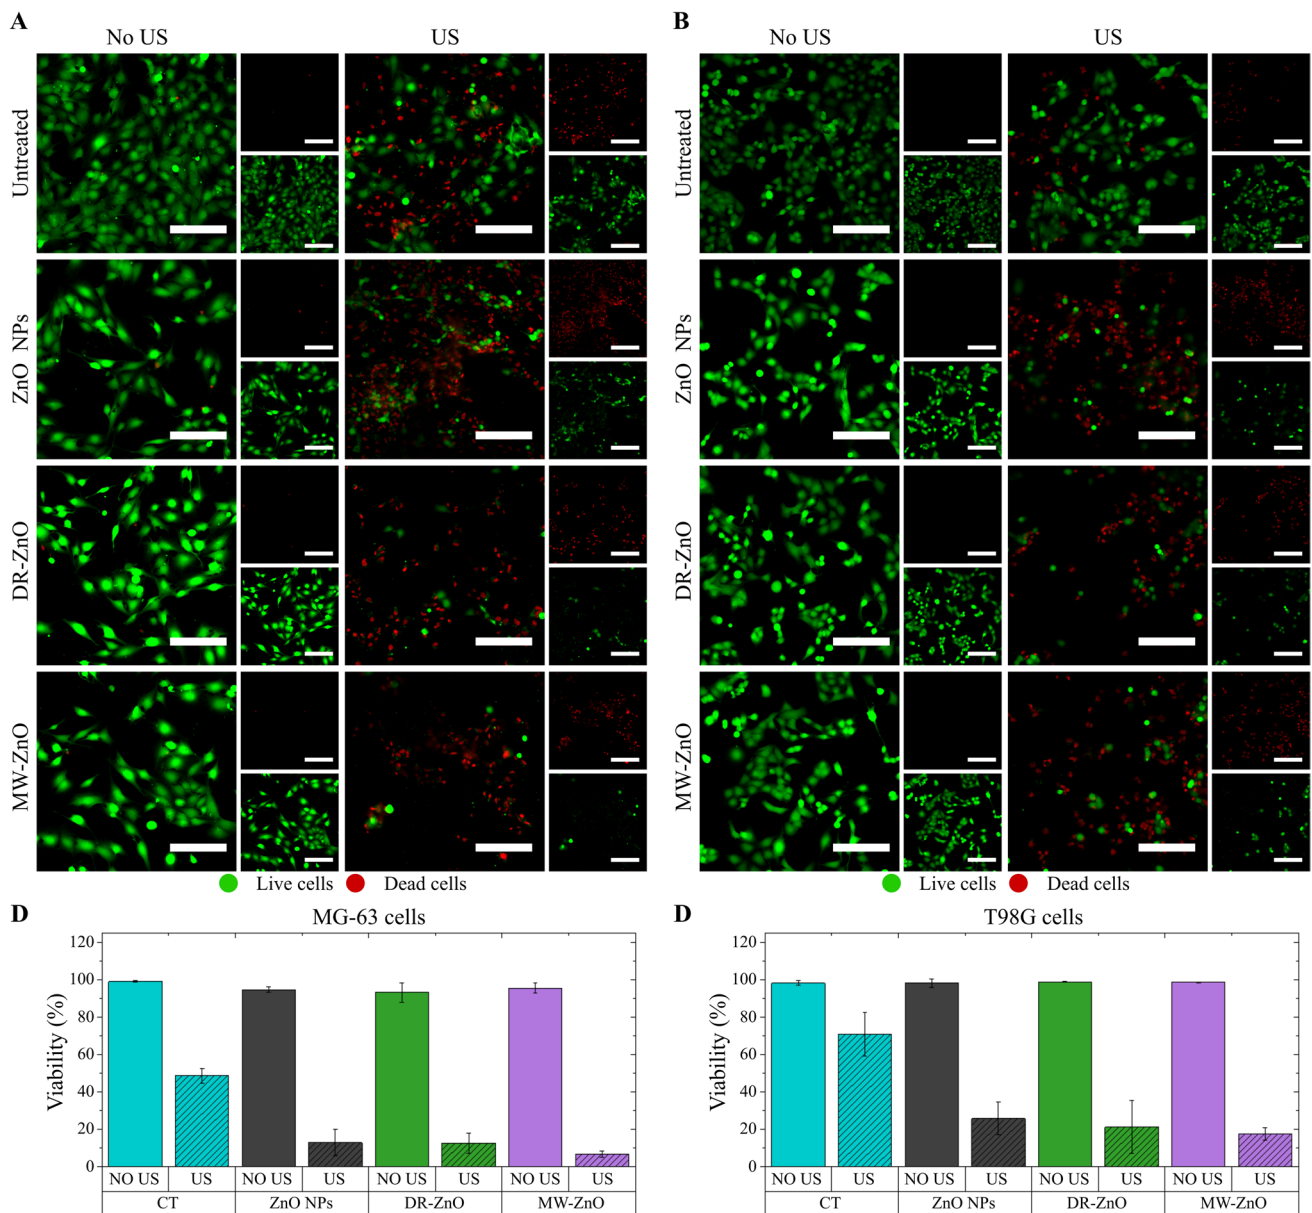 A
No US
US
Untreated
ZnO NPs
DR-ZnO
MW-ZnO
Live cells
Dead cells
B
No US
US
Untreated
ZnO NPs
DR-ZnO
MW-ZnO
Live cells
Dead cells
D
MG-63 cells
Viability (%)
120
100
80
60
40
20
0
NO US US NO US US NO US US NO US US
CT ZnO NPs DR-ZnO MW-ZnO
D
T98G cells
Viability (%)
120
100
80
60
40
20
0
NO US US NO US US NO US US NO US US
CT ZnO NPs DR-ZnO MW-ZnO